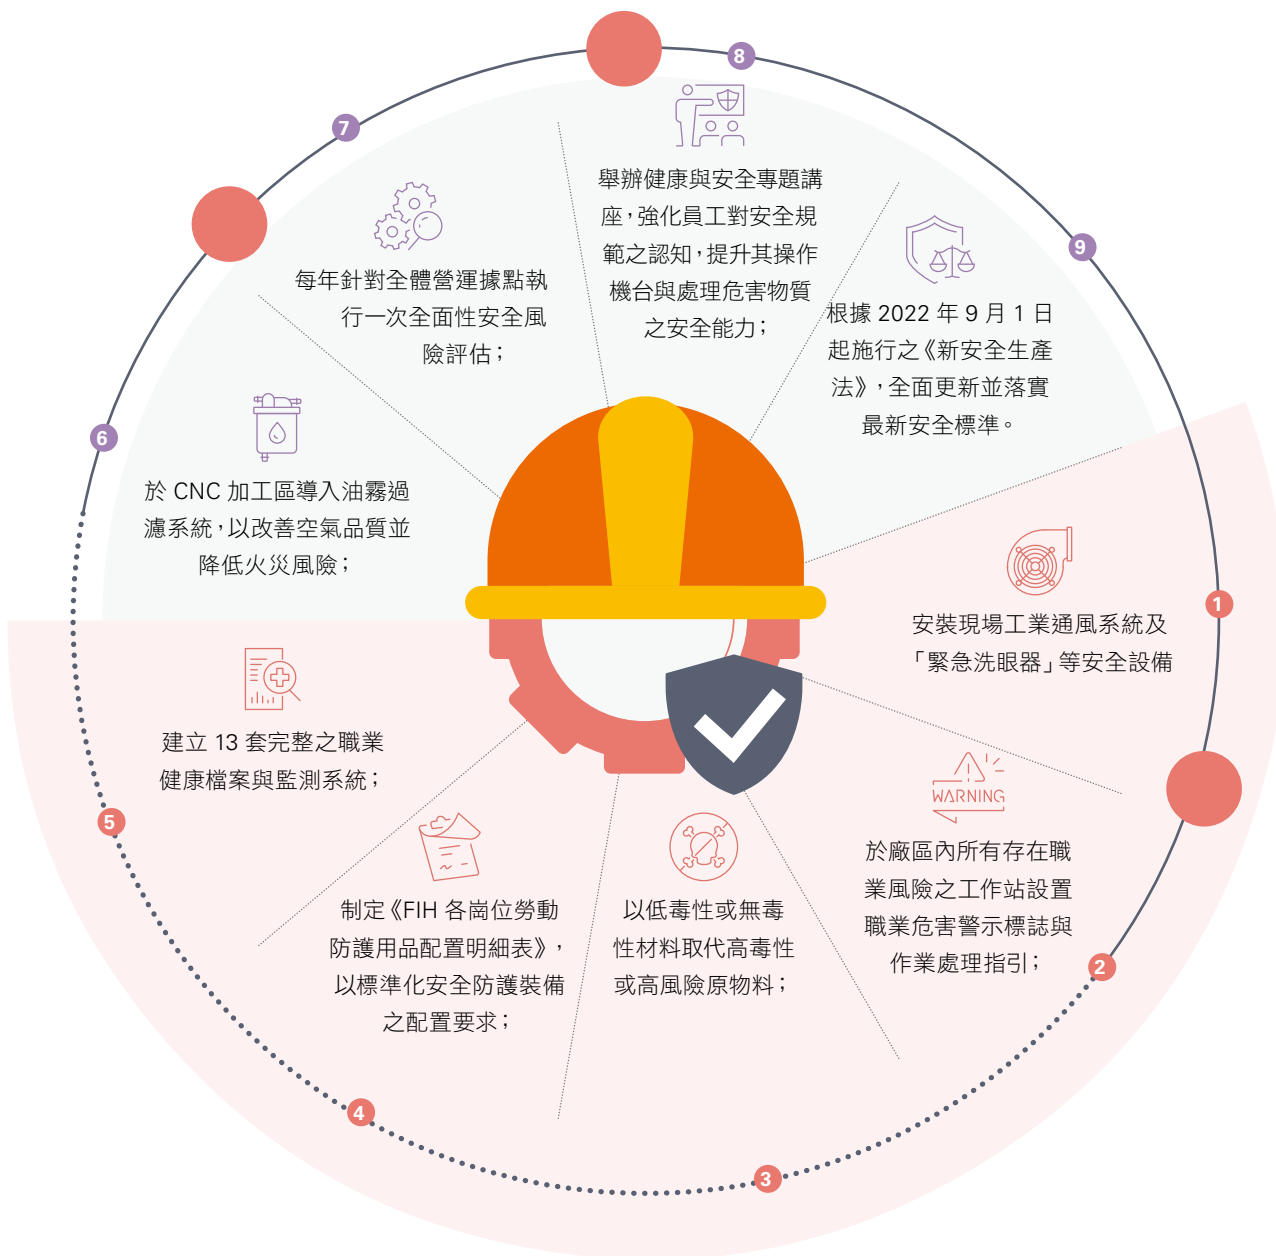 1
安裝現場工業通風系統及
「緊急洗眼器」等安全設備
2
WARNING
於廠區內所有存在職
業風險之工作站設置
職業危害警示標誌與
作業處理指引；
3
以低毒性或無毒
性材料取代高毒性
或高風險原物料；
4
制定《FIH 各崗位勞動
防護用品配置明細表》，
以標準化安全防護裝備
之配置要求；
5
建立 13 套完整之職業
健康檔案與監測系統；
6
於 CNC 加工區導入油霧過
濾系統，以改善空氣品質並
降低火災風險；
7
每年針對全體營運據點執
行一次全面性安全風
險評估；
8
舉辦健康與安全專題講
座，強化員工對安全規
範之認知，提升其操作
機台與處理危害物質
之安全能力；
9
根據 2022 年 9 月 1 日
起施行之《新安全生產
法》，全面更新並落實
最新安全標準。